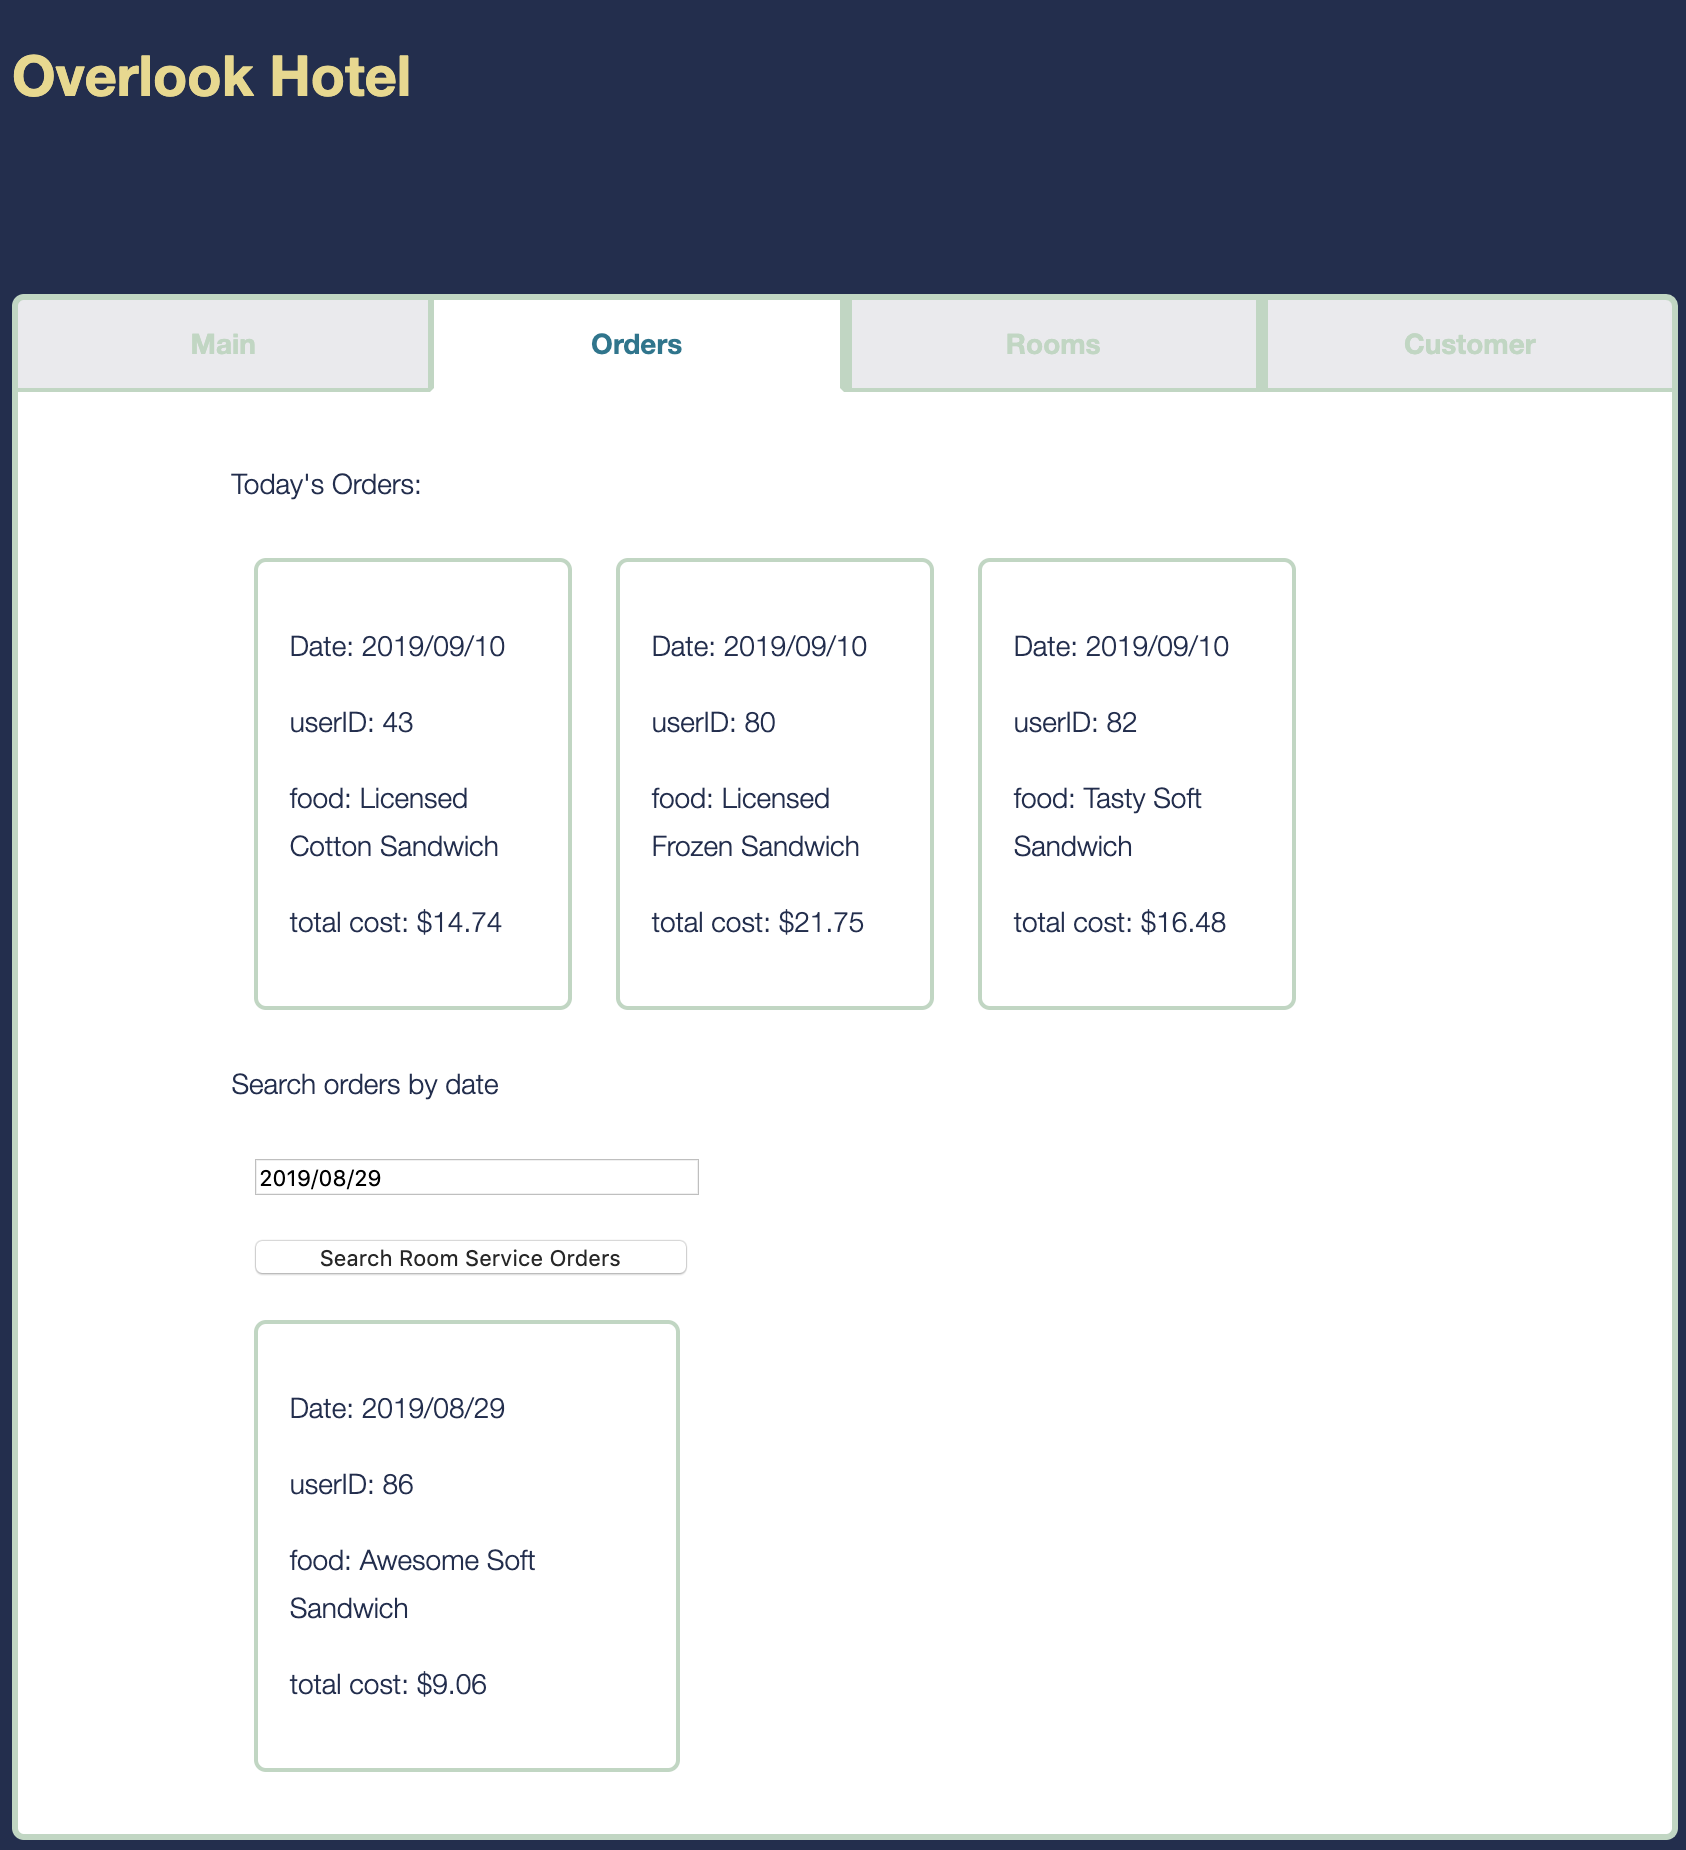 Overlook Hotel
Main
Orders
Rooms
Customer
Today's Orders:
Date: 2019/09/10
userID: 43
food: Licensed
Cotton Sandwich
total cost: $14.74
Date: 2019/09/10
userID: 80
food: Licensed
Frozen Sandwich
total cost: $21.75
Date: 2019/09/10
userID: 82
food: Tasty Soft
Sandwich
total cost: $16.48
Search orders by date
2019/08/29
Search Room Service Orders
Date: 2019/08/29
userID: 86
food: Awesome Soft
Sandwich
total cost: $9.06